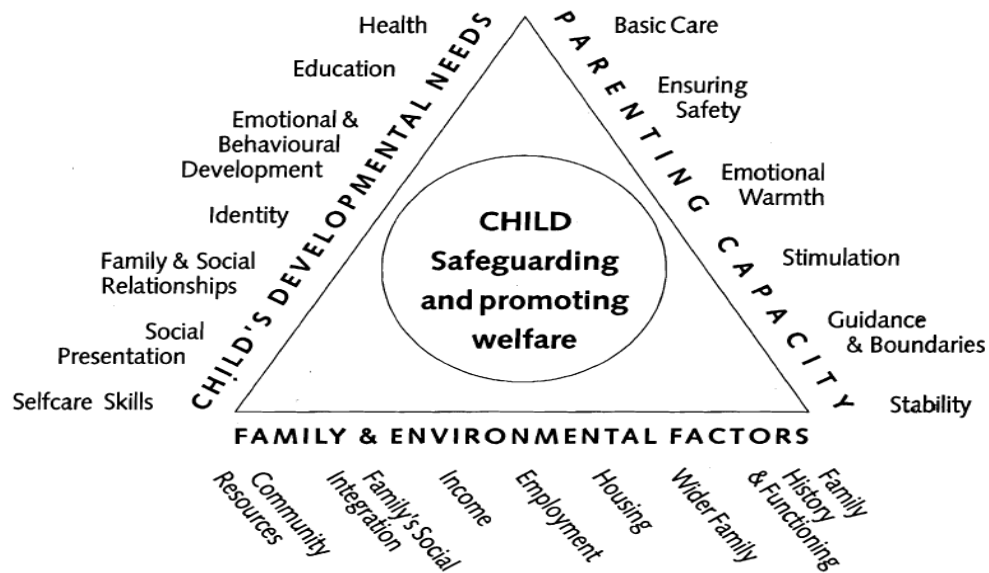 Health
Education
Emotional &
Behavioural
Development
Identity
Family & Social
Relationships
Social
Presentation
Selfcare Skills
CHILD'S DEVELOPMENTAL NEEDS
CHILD
Safeguarding
and promoting
welfare
PARENTING CAPACITY
Basic Care
Ensuring
Safety
Emotional
Warmth
Stimulation
Guidance
& Boundaries
Stability
FAMILY & ENVIRONMENTAL FACTORS
Community
Resources
Family's Social
Integration
Income
Employment
Housing
Wider Family
Family
History
& Functioning